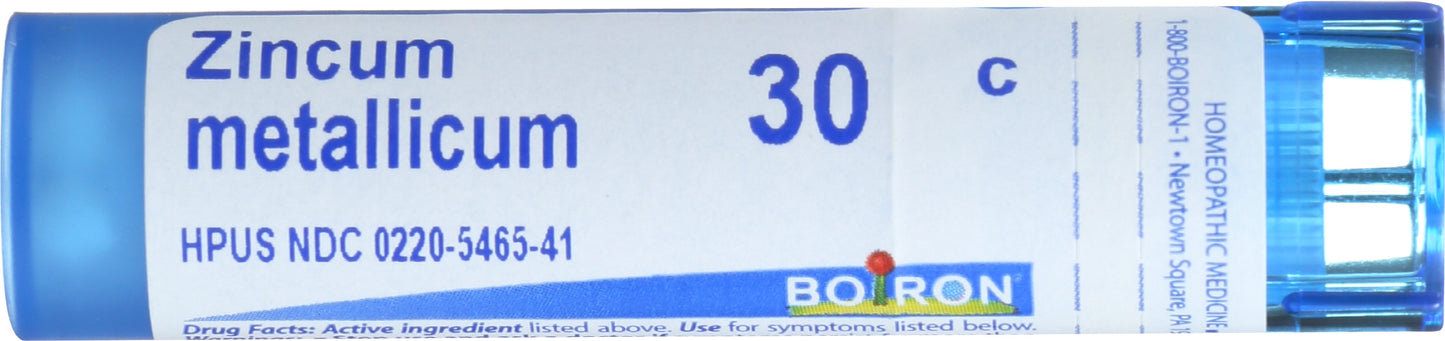 Zincum
metallicum
30 c
HPUS NDC 0220-5465-41
BOIRON
Drug Facts: Active ingredient listed above. Use for symptoms listed below.
1-800-BOIRON-1 • Newtown Square, PA
HOMEOPATHIC MEDICINE